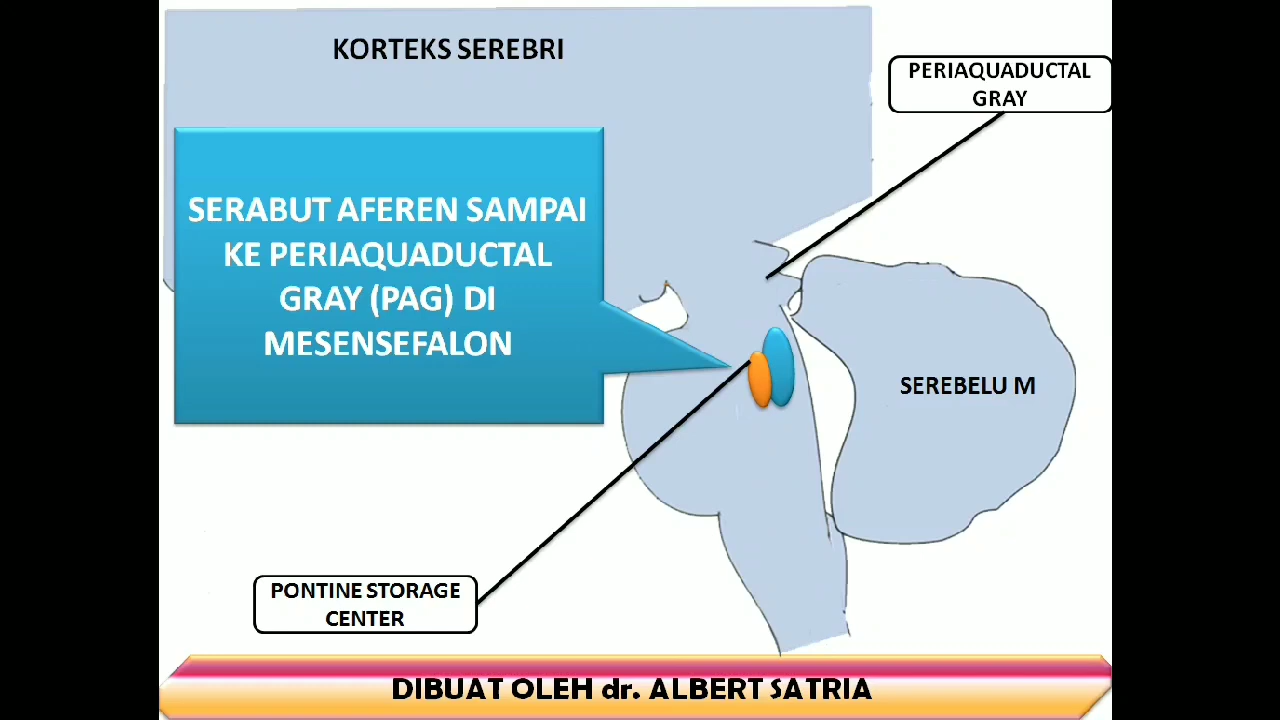 KORTEKS SEREBRI
PERIAQUADUCTAL
GRAY
SERABUT AFEREN SAMPAI
KE PERIAQUADUCTAL
GRAY (PAG) DI
MESENSEFALON
SEREBELU M
PONTINE STORAGE
CENTER
DIBUAT OLEH dr. ALBERT SATRIA